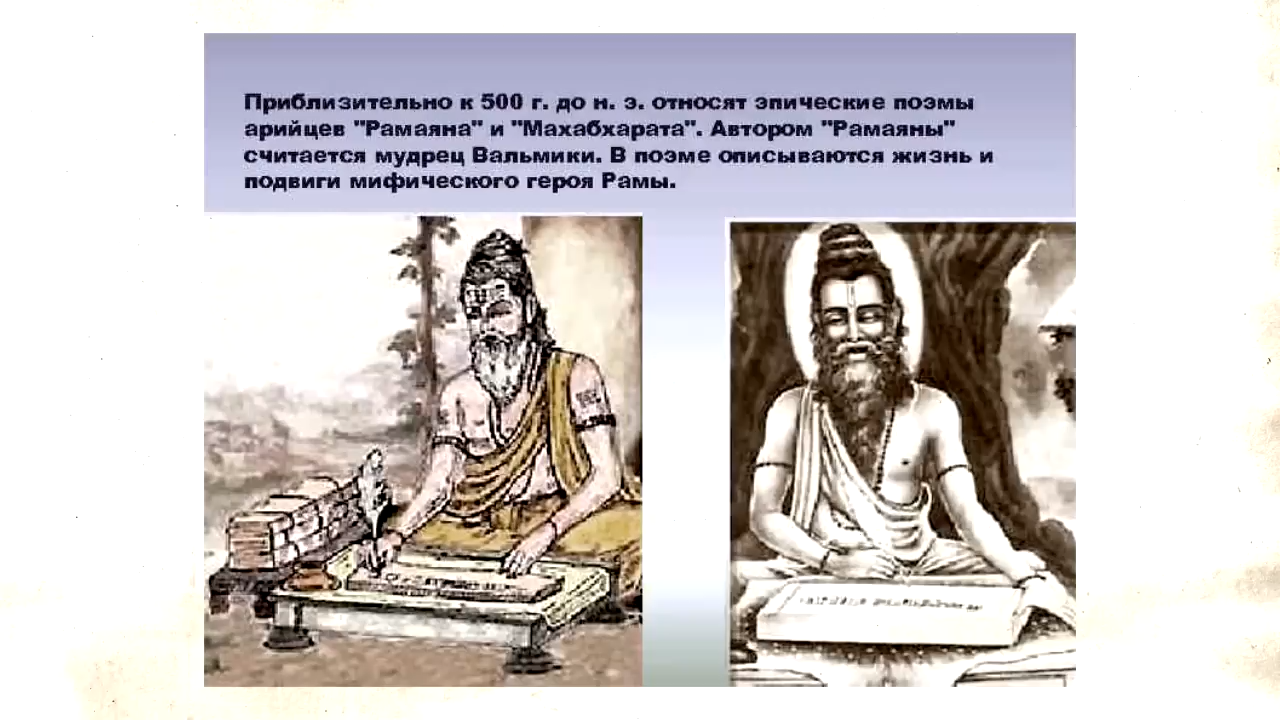 Приблизительно к 500 г. до н. э. относят эпические поэмы
арийцев "Рамаяна" и "Махабхарата". Автором "Рамаяны"
считается мудрец Вальмики. В поэме описываются жизнь и
подвиги мифического героя Рамы.